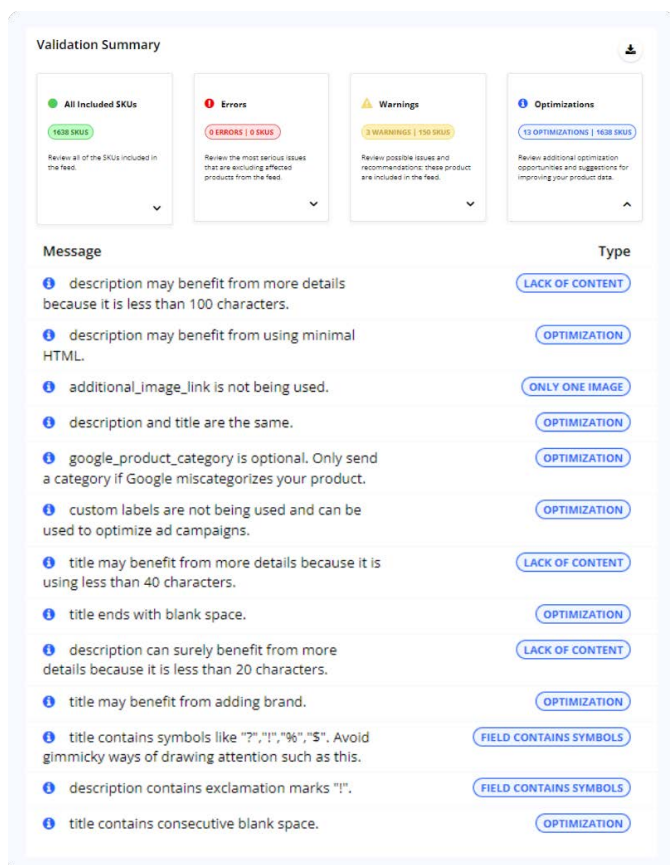 Validation Summary
All Included SKUs
1638 SKUS
Review all of the SKUs included in
the feed.
Errors
0 ERRORS | 0 SKUS
Review the most serious issues
that are excluding affected
products from the feed.
Warnings
3 WARNINGS | 150 SKUS
Review possible issues and
recommendations; these product
are included in the feed.
Optimizations
13 OPTIMIZATIONS | 1638 SKUS
Review additional optimization
opportunities and suggestions for
improving your product data.
Message Type
description may benefit from more details LACK OF CONTENT
because it is less than 100 characters.
description may benefit from using minimal OPTIMIZATION
HTML.
additional_image_link is not being used. ONLY ONE IMAGE
description and title are the same. OPTIMIZATION
google_product_category is optional. Only send OPTIMIZATION
a category if Google miscategorizes your product.
custom labels are not being used and can be OPTIMIZATION
used to optimize ad campaigns.
title may benefit from more details because it is LACK OF CONTENT
using less than 40 characters.
title ends with blank space. OPTIMIZATION
description can surely benefit from more LACK OF CONTENT
details because it is less than 20 characters.
title may benefit from adding brand. OPTIMIZATION
title contains symbols like "?","!","%","$". Avoid FIELD CONTAINS SYMBOLS
gimmicky ways of drawing attention such as this.
description contains exclamation marks "!". FIELD CONTAINS SYMBOLS
title contains consecutive blank space. OPTIMIZATION